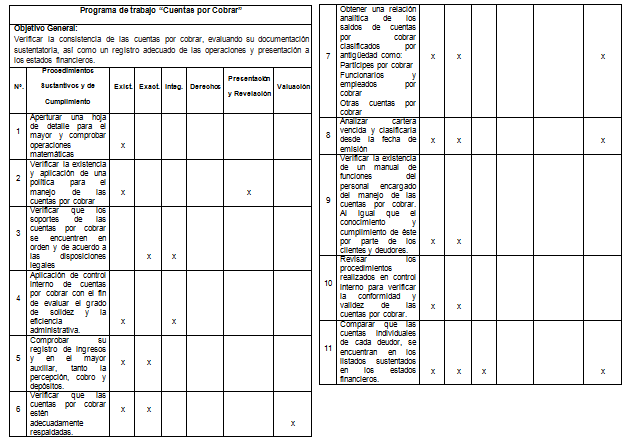 Programa de trabajo “Cuentas por Cobrar”
Objetivo General:
Verificar la consistencia de las cuentas por cobrar, evaluando su documentación
sustentatoria, así como un registro adecuado de las operaciones y presentación a
los estados financieros.
Nº. Procedimientos Sustantivos y de Cumplimiento Exist. Exact. Integ. Derechos Presentación y Revelación Valuación
1 Aperturar una hoja
de detalle para el
mayor y comprobar
operaciones
matemáticas x
2 Verificar la existencia
y aplicación de una
política para el
manejo de las
cuentas por cobrar x x
3 Verificar que los
soportes de las
cuentas por cobrar
se encuentren en
orden y de acuerdo a
las disposiciones
legales x x
4 Aplicación de control
interno de cuentas
por cobrar con el fin
de evaluar el grado
de solidez y la
eficiencia
administrativa. x x
5 Comprobar su
registro de ingresos
y en el mayor
auxiliar, tanto la
percepción, cobro y
depósitos. x x
6 Verificar que las
cuentas por cobrar
estén
adecuadamente
respaldadas. x x x
7 Obtener una relación
analítica de los
saldos de cuentas
por cobrar
clasificados por
antigüedad como:
Partícipes por cobrar
Funcionarios y
empleados por
cobrar
Otras cuentas por
cobrar x x x
8 Analizar cartera
vencida y clasificarla
desde la fecha de
emisión x x x
9 Verificar la existencia
de un manual de
funciones del
personal encargado
del manejo de las
cuentas por cobrar.
Al igual que el
conocimiento y
cumplimiento de éste
por parte de los
clientes y deudores. x x
10 Revisar los
procedimientos
realizados en control
interno para verificar
la conformidad y
validez de las
cuentas por cobrar. x x
11 Comparar que las
cuentas individuales
de cada deudor, se
encuentran en los
listados sustentados
en los estados
financieros. x x x x